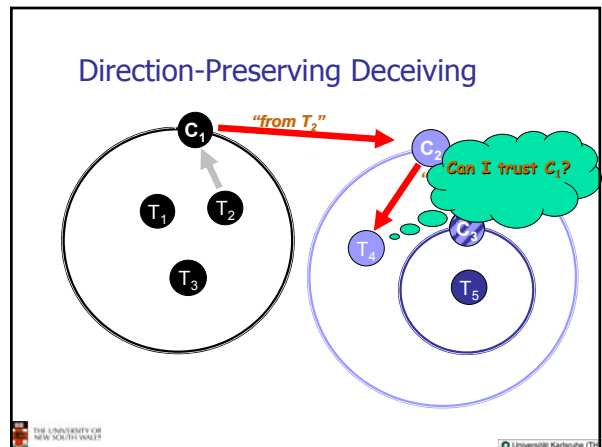 Direction-Preserving Deceiving
C1
"from T2"
C2
Can I trust C1?
T1
T2
C3
T4
T3
T5
THE UNIVERSITY OF
NEW SOUTH WALES
Universität Karlsruhe (TH